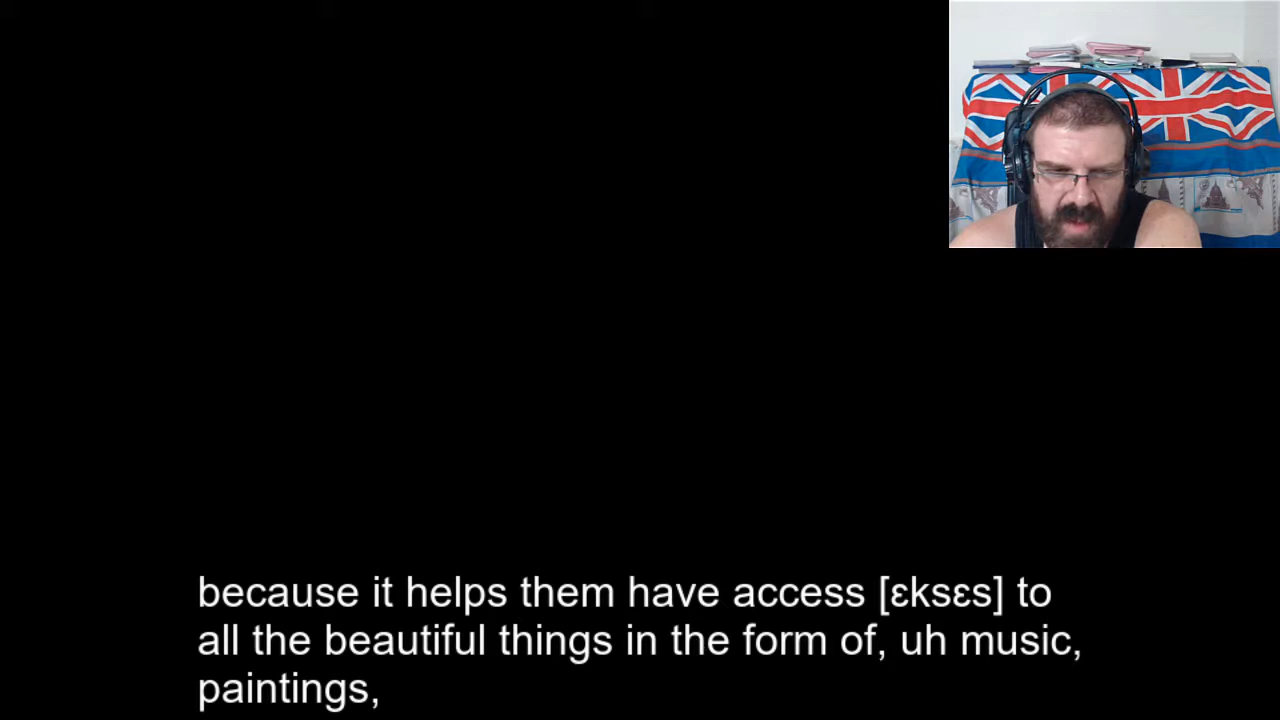 because it helps them have access [ɛksɛs] to
all the beautiful things in the form of, uh music,
paintings,